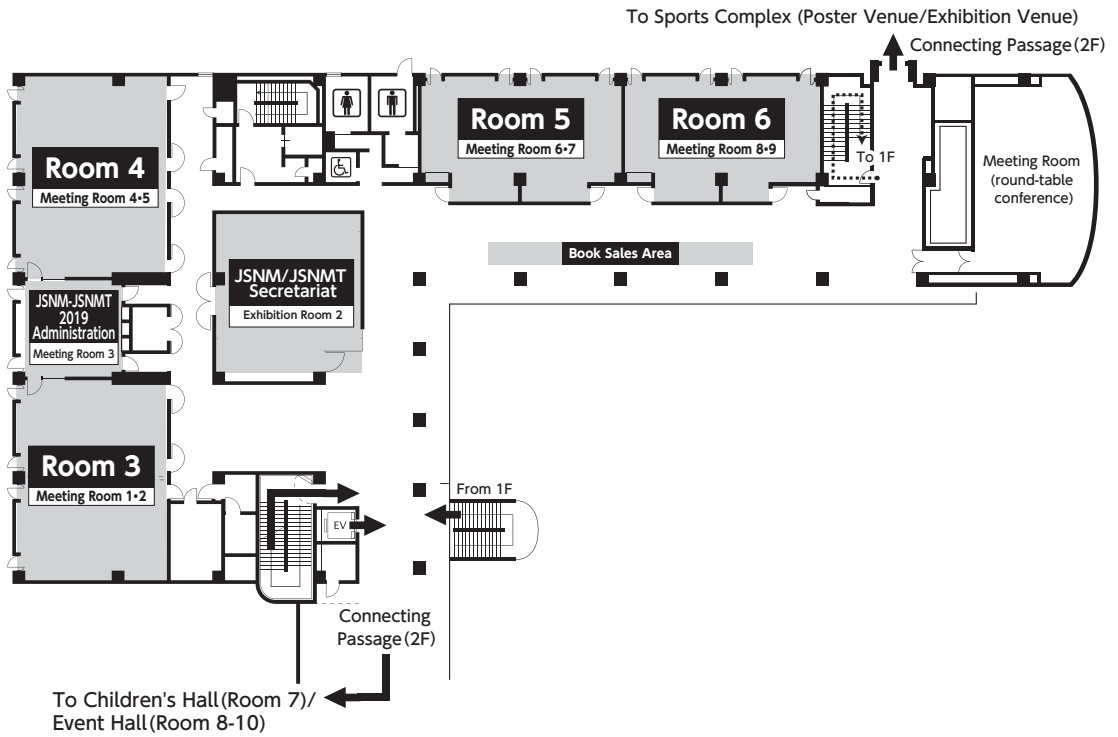 To Sports Complex (Poster Venue/Exhibition Venue)
Connecting Passage(2F)
Room 4
Meeting Room 4•5
Room 5
Meeting Room 6•7
Room 6
Meeting Room 8•9
To 1F
Meeting Room
(round-table
conference)
Book Sales Area
JSNM/JSNMT
Secretariat
Exhibition Room 2
JSNM-JSNMT
2019
Administration
Meeting Room 3
Room 3
Meeting Room 1•2
From 1F
EV
Connecting
Passage(2F)
To Children's Hall(Room 7)/
Event Hall(Room 8-10)